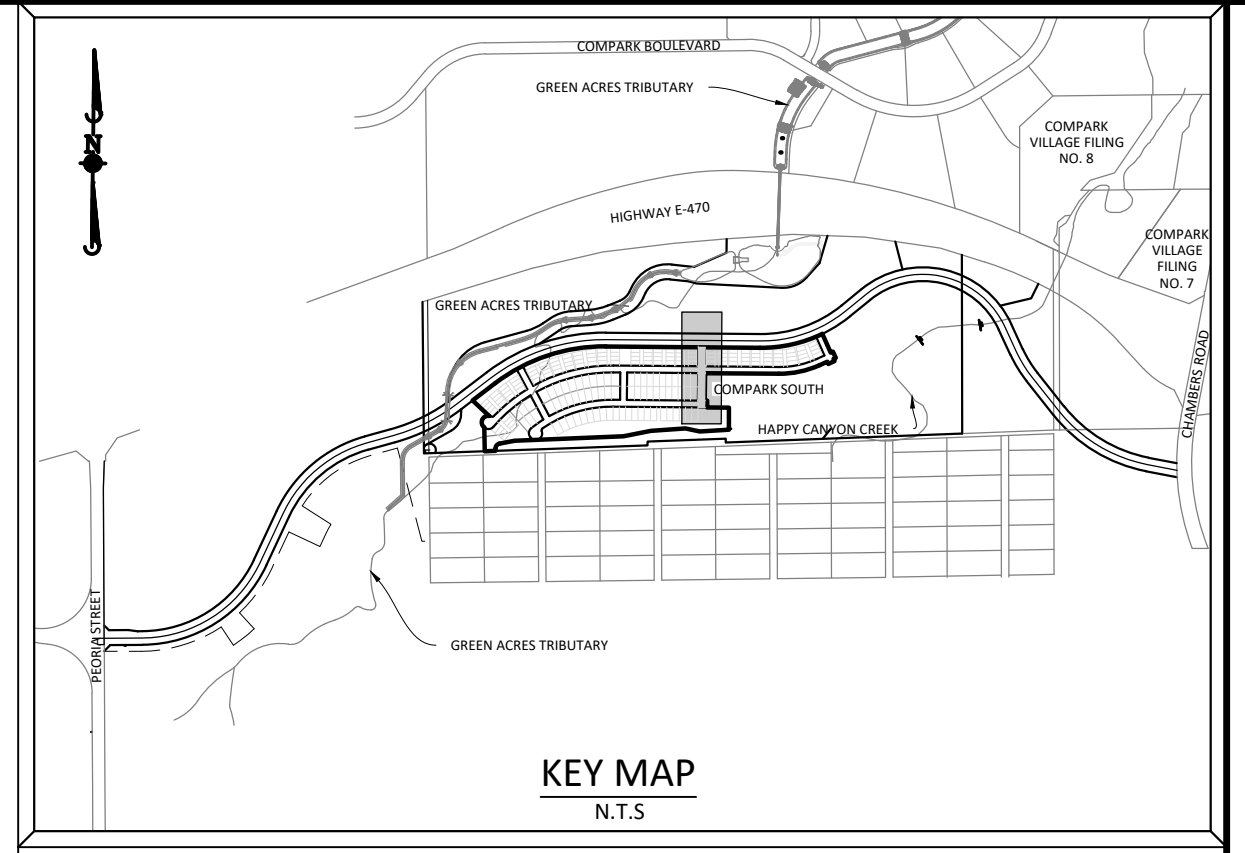 COMPARK BOULEVARD
GREEN ACRES TRIBUTARY
N
COMPARK
VILLAGE FILING
NO. 8
HIGHWAY E-470
COMPARK
VILLAGE
FILING
NO. 7
GREEN ACRES TRIBUTARY
CHAMBERS ROAD
COMPARK SOUTH
HAPPY CANYON CREEK
PEORIA STREET
GREEN ACRES TRIBUTARY
KEY MAP
N.T.S